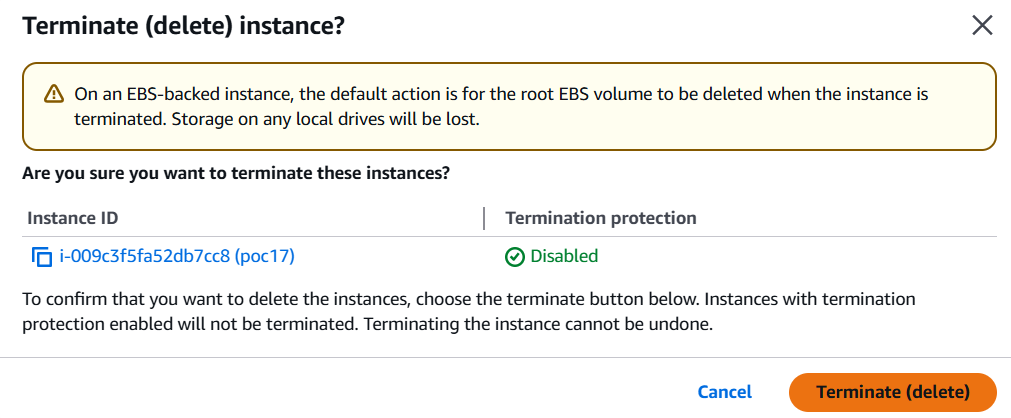 Terminate (delete) instance?
On an EBS-backed instance, the default action is for the root EBS volume to be deleted when the instance is
terminated. Storage on any local drives will be lost.
Are you sure you want to terminate these instances?
Instance ID
Termination protection
i-009c3f5fa52db7cc8 (poc17)
Disabled
To confirm that you want to delete the instances, choose the terminate button below. Instances with termination
protection enabled will not be terminated. Terminating the instance cannot be undone.
Cancel
Terminate (delete)